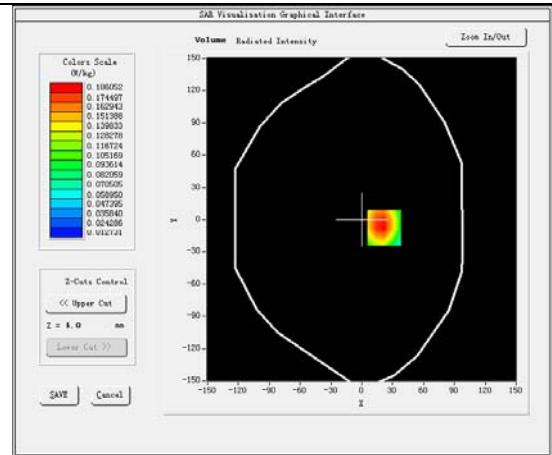 SAR Visualisation Graphical Interface
Colors Scale
(W/kg)
0.186052
0.174497
0.162943
0.151388
0.139833
0.128278
0.116724
0.105169
0.093614
0.082059
0.070505
0.058950
0.047395
0.035840
0.024286
0.012731
Z-Cuts Control
<< Upper Cut
Z = 4.0 mm
Lower Cut >>
SAVE Cancel
Volume Radiated Intensity
Zoom In/Out
150
120
90
60
30
0
-30
-60
-90
-120
-150
Y
-150 -120 -90 -60 -30 0 30 60 90 120 150
X